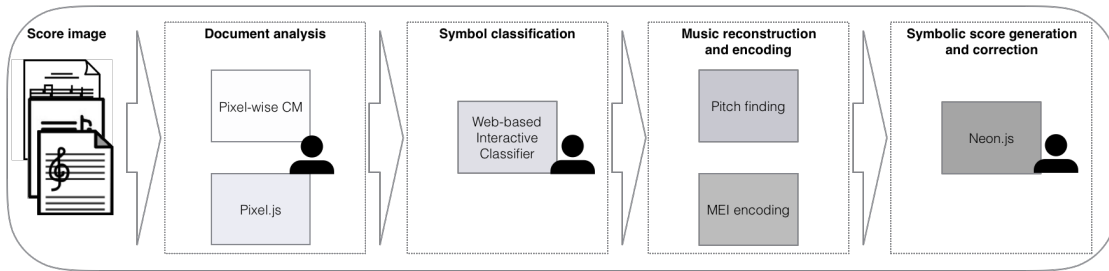 Score image
Document analysis
Pixel-wise CM
Pixel.js
Symbol classification
Web-based
Interactive
Classifier
Music reconstruction
and encoding
Pitch finding
MEI encoding
Symbolic score generation
and correction
Neon.js